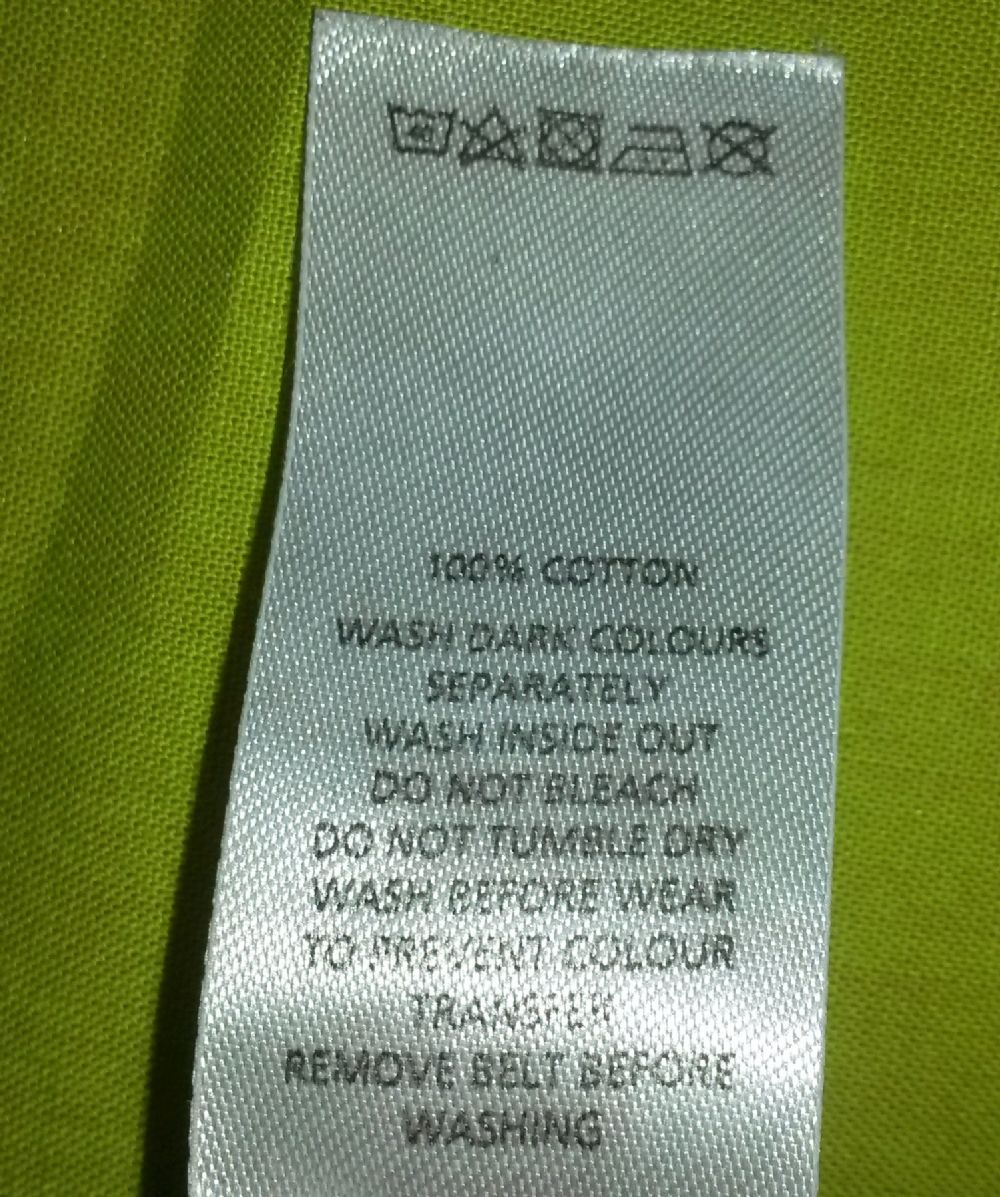 100% COTTON
WASH DARK COLOURS
SEPARATELY
WASH INSIDE OUT
DO NOT BLEACH
DO NOT TUMBLE DRY
WASH BEFORE WEAR
TO PREVENT COLOUR
TRANSFER
REMOVE BELT BEFORE
WASHING